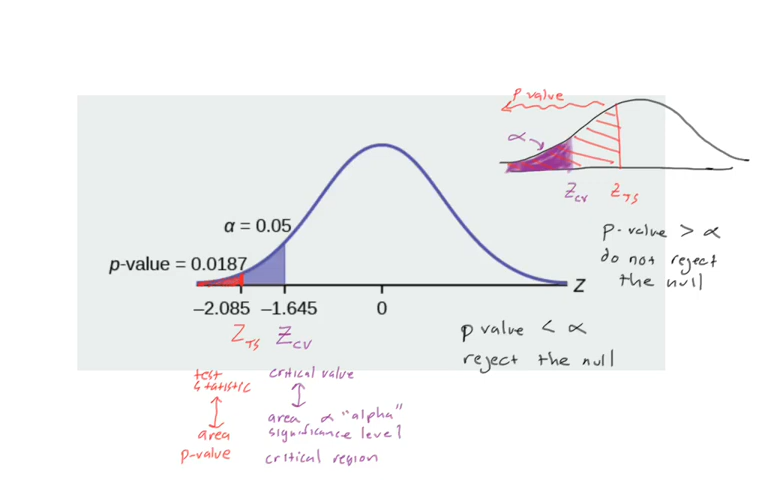 p value
α
Z_CV Z_TS
p-value > α
do not reject
the null
α = 0.05
p-value = 0.0187
−2.085 −1.645 0 Z
Z_TS Z_CV
p value < α
reject the null
test
statistic
area
p-value
critical value
area α "alpha"
significance level
critical region